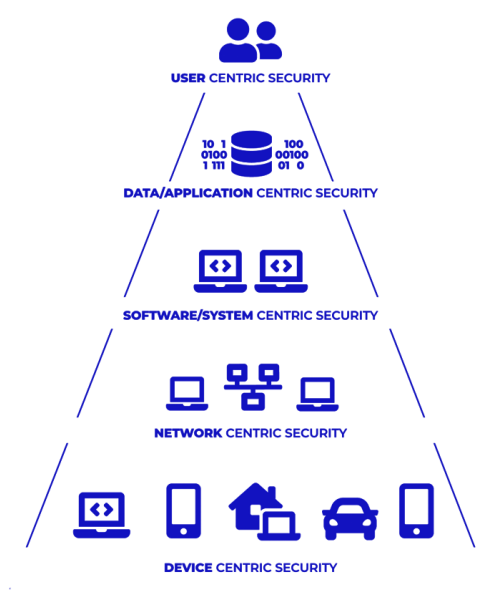 USER CENTRIC SECURITY
10 1 100
0100 00100
1 111 01 0
DATA/APPLICATION CENTRIC SECURITY
SOFTWARE/SYSTEM CENTRIC SECURITY
NETWORK CENTRIC SECURITY
DEVICE CENTRIC SECURITY